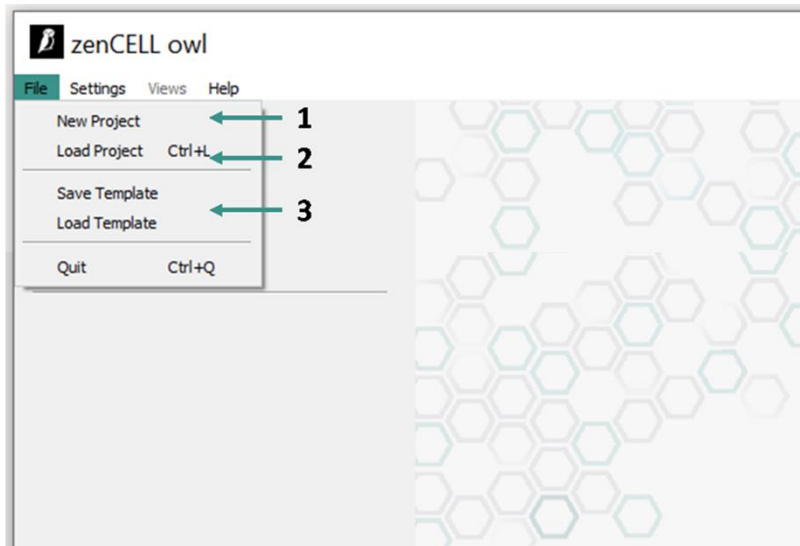 zenCELL owl
File Settings Views Help
New Project 1
Load Project Ctrl+L 2
Save Template
3
Load Template
Quit Ctrl+Q